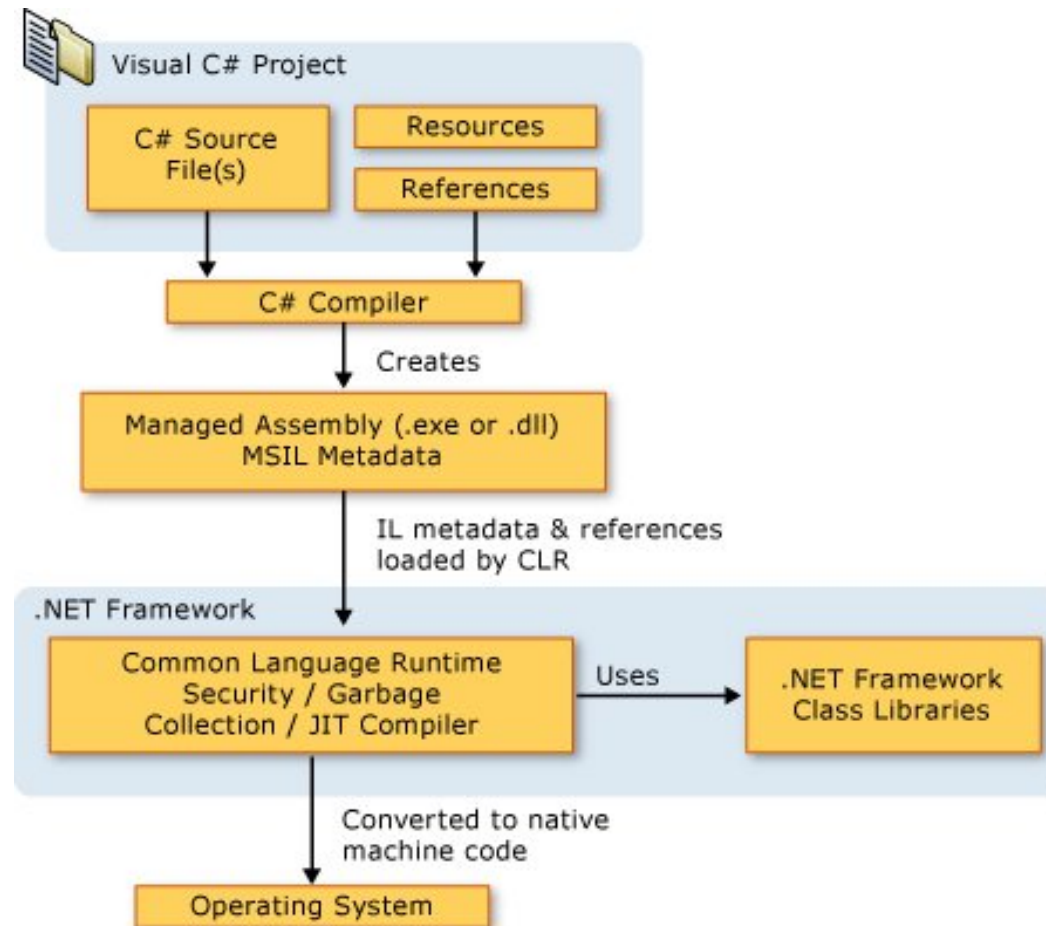 Visual C# Project
C# Source
File(s)
Resources
References
C# Compiler
Creates
Managed Assembly (.exe or .dll)
MSIL Metadata
IL metadata & references
loaded by CLR
.NET Framework
Common Language Runtime
Security / Garbage
Collection / JIT Compiler
Uses
.NET Framework
Class Libraries
Converted to native
machine code
Operating System